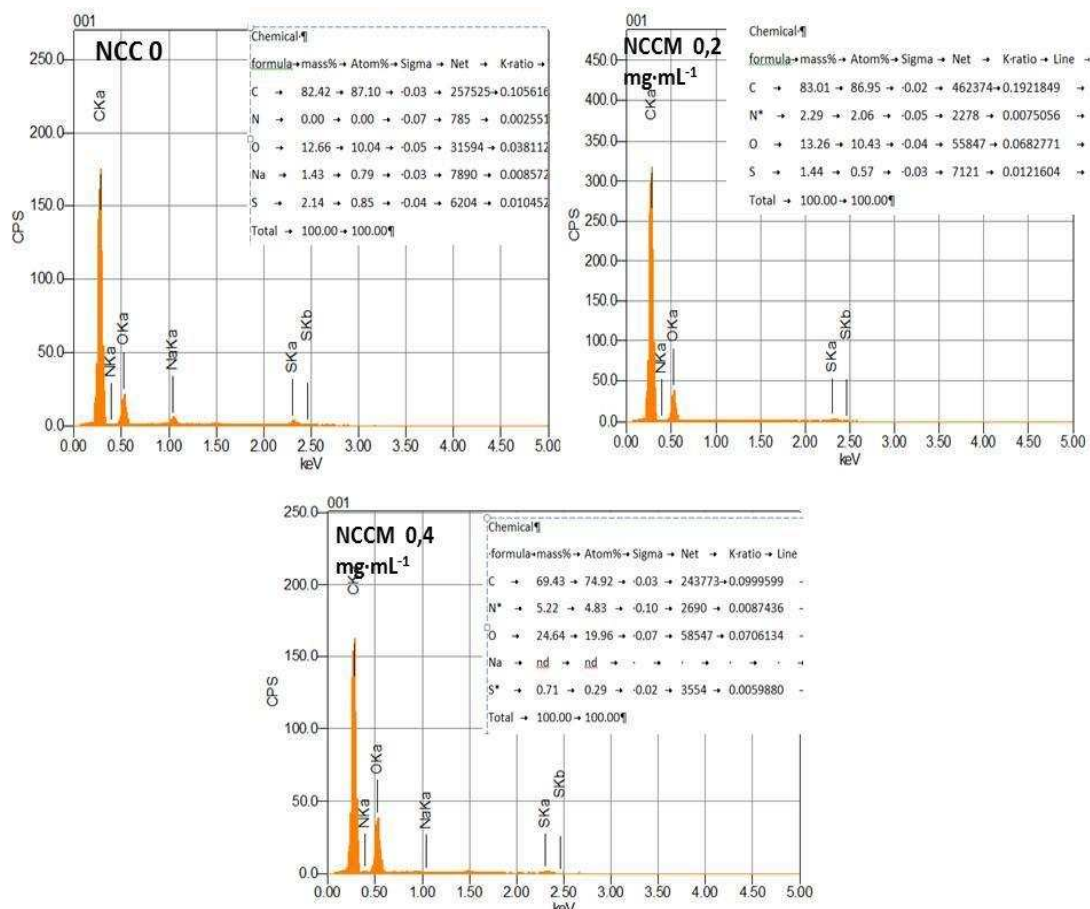 001
NCC 0
Chemical·¶
formula→mass%→Atom%→Sigma→Net→K-ratio→
C → 82.42→87.10→·0.03→257525→0.105616
N → 0.00→0.00→·0.07→785→0.002551
O → 12.66→10.04→·0.05→31594→0.038112
Na → 1.43→0.79→·0.03→7890→0.008572
S → 2.14→0.85→·0.04→6204→0.010452
Total → 100.00→100.00¶
CPS
250.0
200.0
150.0
100.0
50.0
0.0
CKa
NKa
OKa
NaKa
SKa
SKb
0.00 0.50 1.00 1.50 2.00 2.50 3.00 3.50 4.00 4.50 5.00
keV
001
NCCM 0,2
mg·mL⁻¹
Chemical·¶
formula→mass%→Atom%→Sigma→Net→K-ratio→Line→
C → 83.01→86.95→·0.02→462374→0.1921849→
N* → 2.29→2.06→·0.05→2278→0.0075056→
O → 13.26→10.43→·0.04→55847→0.0682771→
S → 1.44→0.57→·0.03→7121→0.0121604→
Total → 100.00→100.00¶
CPS
450.0
400.0
350.0
300.0
250.0
200.0
150.0
100.0
50.0
0.0
CKa
NKa
OKa
SKa
SKb
0.00 0.50 1.00 1.50 2.00 2.50 3.00 3.50 4.00 4.50 5.00
keV
001
NCCM 0,4
mg·mL⁻¹
Chemical¶
formula→mass%→Atom%→Sigma→Net→K-ratio→Line
C → 69.43→74.92→·0.03→243773→0.0999599
N* → 5.22→4.83→·0.10→2690→0.0087436
O → 24.64→19.96→·0.07→58547→0.0706134
Na → nd→nd→·→·→·→·→
S* → 0.71→0.29→·0.02→3554→0.0059880
Total → 100.00→100.00¶
CPS
250.0
200.0
150.0
100.0
50.0
0.0
NKa
OKa
NaKa
SKa
SKb
0.00 0.50 1.00 1.50 2.00 2.50 3.00 3.50 4.00 4.50 5.00
keV